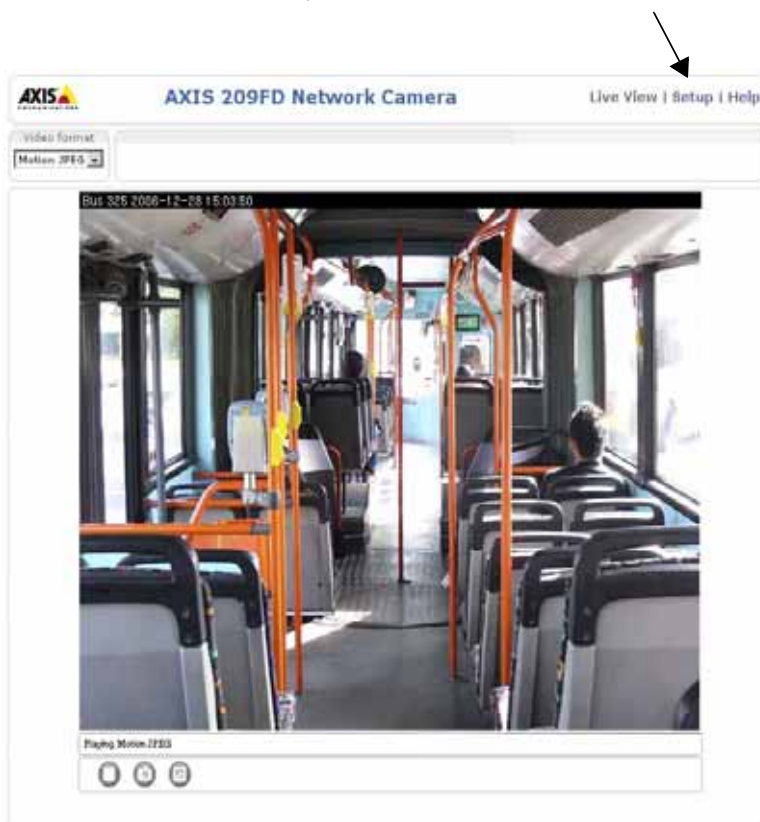 AXIS
AXIS 209FD Network Camera
Live View | Setup | Help
Video format
Motion JPEG
Bus 325 2006-12-28 15:03:50
Playing Motion JPEG